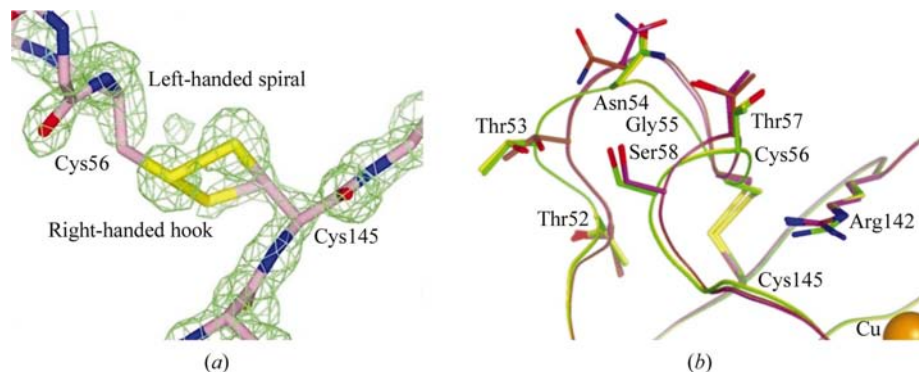 Left-handed spiral
Cys56
Right-handed hook
Cys145
(a)
Asn54
Gly55
Thr57
Thr53
Ser58
Cys56
Thr52
Arg142
Cys145
Cu
(b)